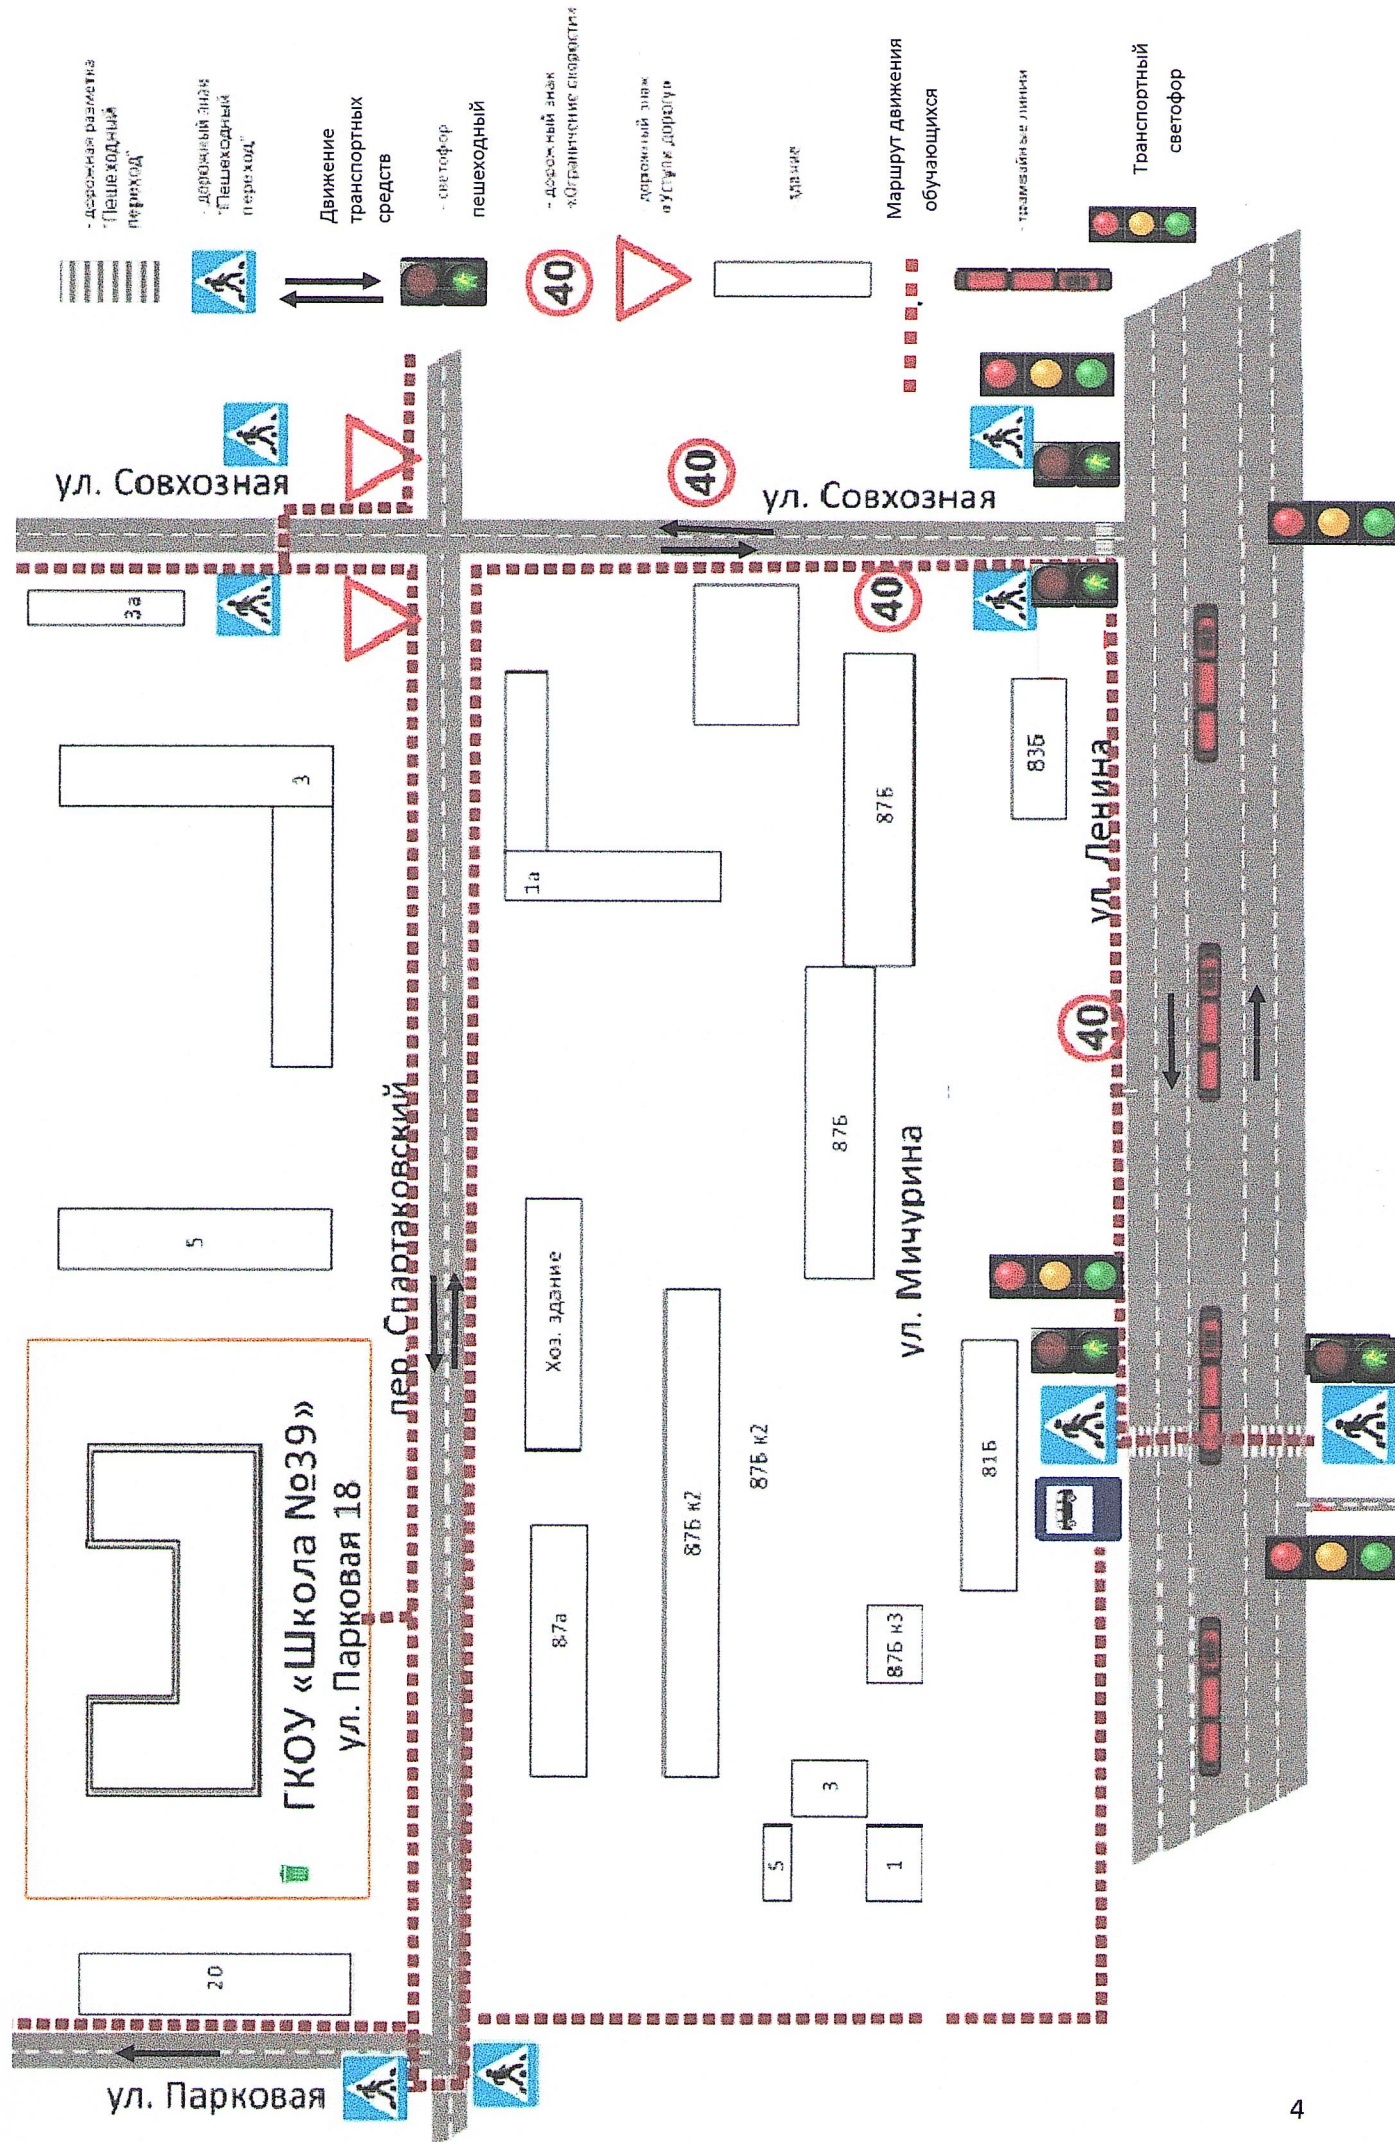 ул. Парковая
20
ГКОУ «Школа №39»
ул. Парковая 18
5
3
3а
ул. Совхозная
пер. Спартаковский
87а
Хоз. здание
1а
87Б к2
87Б к2
40
ул. Совхозная
5
3
1
87Б к3
87Б
87Б
40
ул. Мичурина
81Б
83Б
ул. Ленина
40
- дорожная разметка
"Пешеходный
переход"
- дорожный знак
"Пешеходный
переход"
Движение
транспортных
средств
- светофор
пешеходный
40
- дорожный знак
«Ограничение скорости»
- дорожный знак
«Уступи дорогу»
здание
Маршрут движения
обучающихся
- трамвайные линии
Транспортный
светофор
4